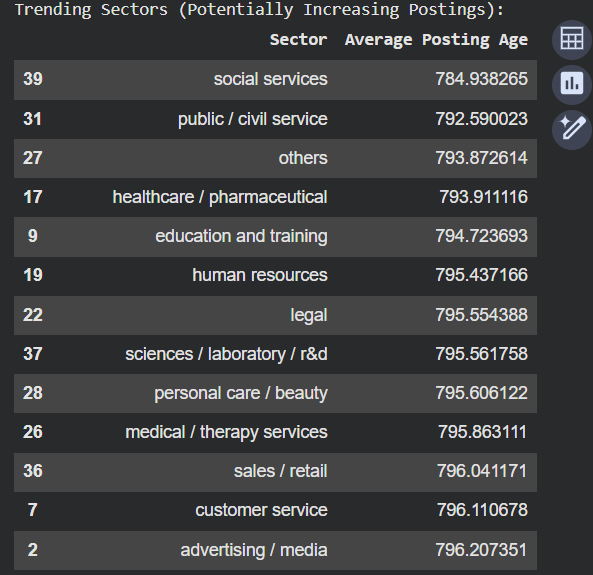 Trending Sectors (Potentially Increasing Postings):
Sector Average Posting Age
39 social services 784.938265
31 public / civil service 792.590023
27 others 793.872614
17 healthcare / pharmaceutical 793.911116
9 education and training 794.723693
19 human resources 795.437166
22 legal 795.554388
37 sciences / laboratory / r&d 795.561758
28 personal care / beauty 795.606122
26 medical / therapy services 795.863111
36 sales / retail 796.041171
7 customer service 796.110678
2 advertising / media 796.207351